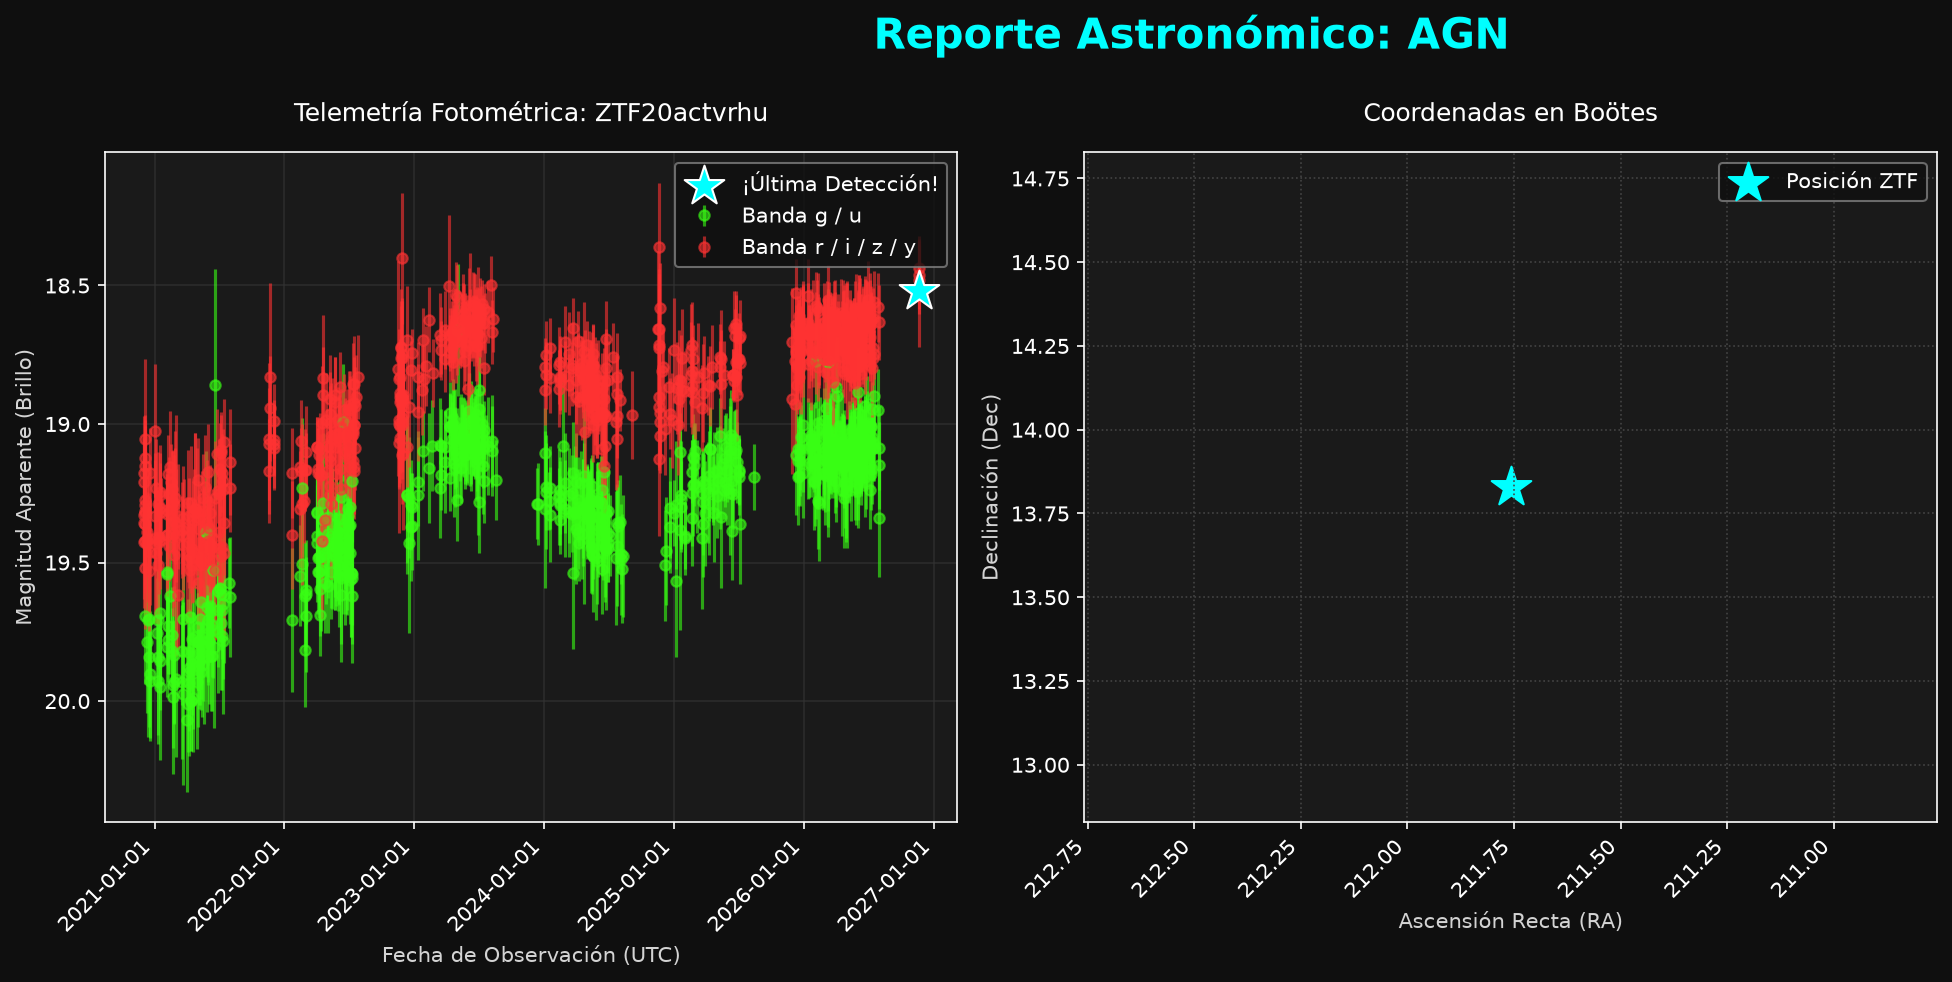 Reporte Astronómico: AGN
Telemetría Fotométrica: ZTF20actvrhu
¡Última Detección!
Banda g / u
Banda r / i / z / y
Magnitud Aparente (Brillo)
18.5
19.0
19.5
20.0
2021-01-01
2022-01-01
2023-01-01
2024-01-01
2025-01-01
2026-01-01
2027-01-01
Fecha de Observación (UTC)
Coordenadas en Boötes
Posición ZTF
Declinación (Dec)
14.75
14.50
14.25
14.00
13.75
13.50
13.25
13.00
212.75
212.50
212.25
212.00
211.75
211.50
211.25
211.00
Ascensión Recta (RA)